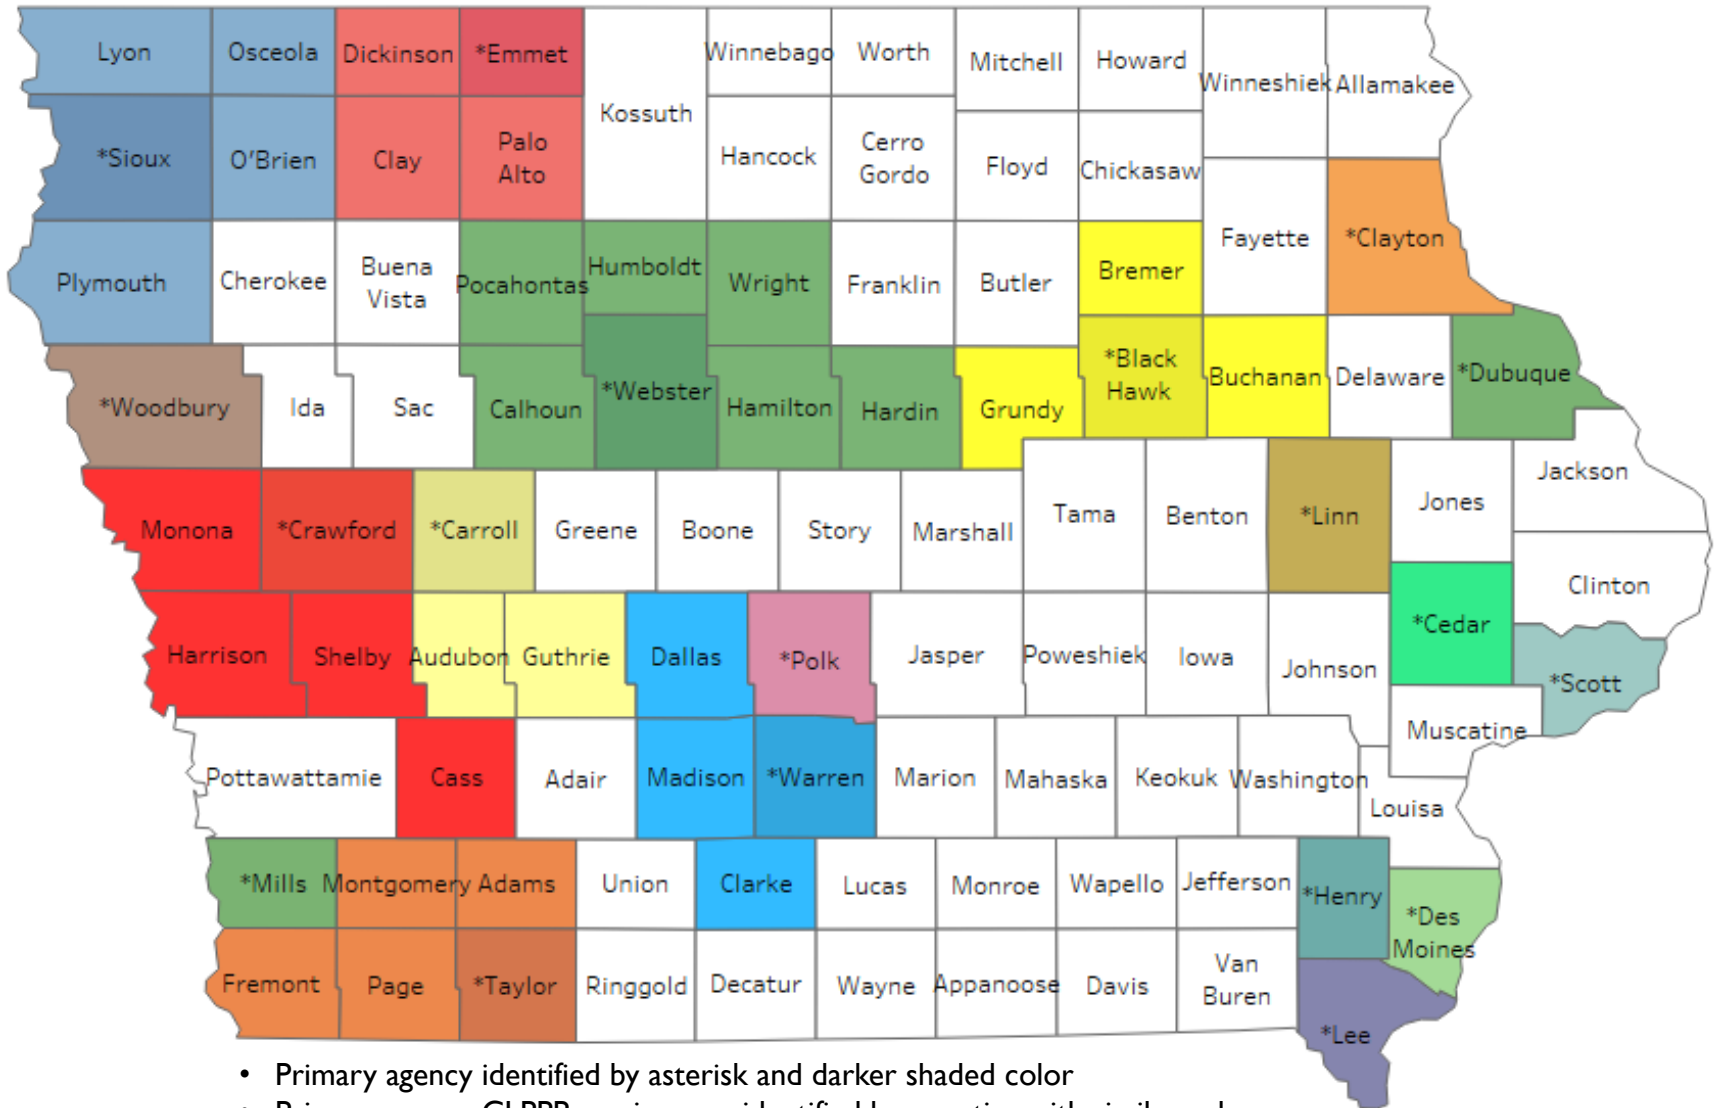 Lyon Osceola Dickinson *Emmet Winnebago Worth Mitchell Howard Winneshiek Allamakee
Kossuth
*Sioux O'Brien Clay Palo
Alto Hancock Cerro
Gordo Floyd Chickasaw
Plymouth Cherokee Buena
Vista Pocahontas Humboldt Wright Franklin Butler Bremer Fayette *Clayton
*Woodbury Ida Sac Calhoun *Webster Hamilton Hardin Grundy *Black
Hawk Buchanan Delaware *Dubuque
Monona *Crawford *Carroll Greene Boone Story Marshall Tama Benton *Linn Jones Jackson
Clinton
Harrison Shelby Audubon Guthrie Dallas *Polk Jasper Poweshiek Iowa Johnson *Cedar *Scott
Muscatine
Pottawattamie Cass Adair Madison *Warren Marion Mahaska Keokuk Washington Louisa
*Mills Montgomery Adams Union Clarke Lucas Monroe Wapello Jefferson *Henry *Des
Moines
Fremont Page *Taylor Ringgold Decatur Wayne Appanoose Davis Van
Buren *Lee
• Primary agency identified by asterisk and darker shaded color